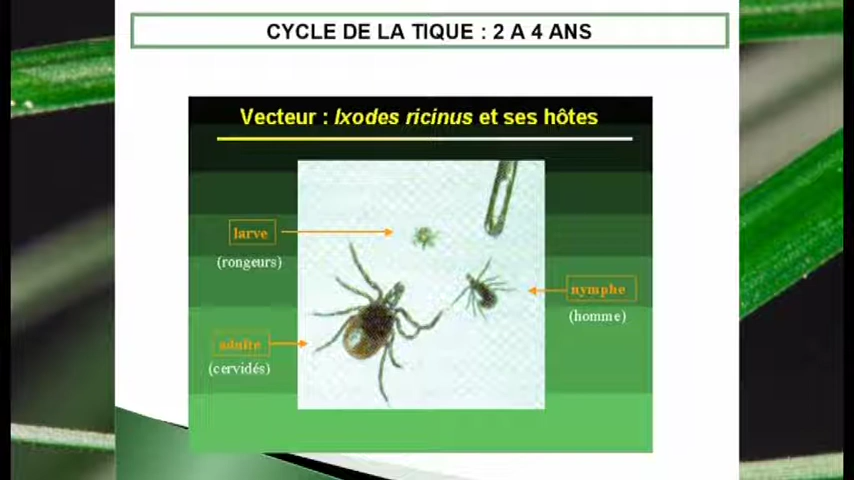 CYCLE DE LA TIQUE : 2 A 4 ANS
Vecteur : Ixodes ricinus et ses hôtes
larve
(rongeurs)
nymphe
(homme)
adulte
(cervidés)